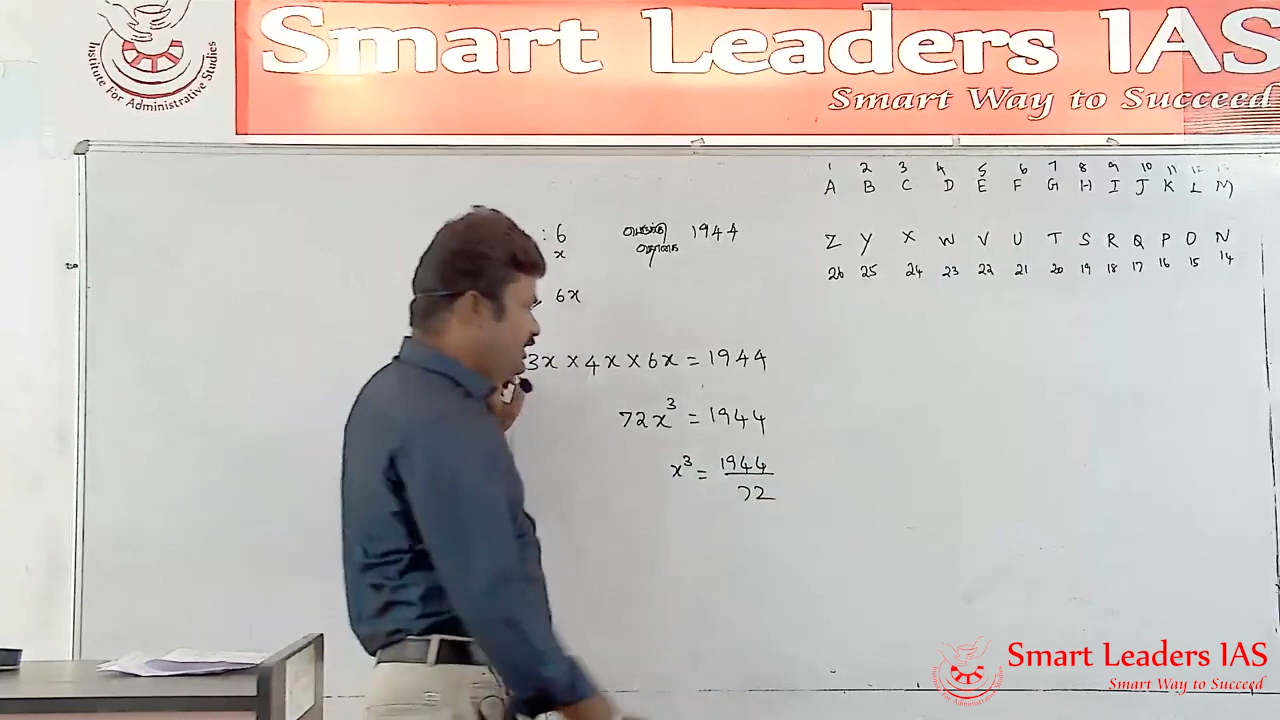 Smart Leaders IAS
Smart Way to Succeed
Institute For Administrative Studies
1 2 3 4 5 6 7 8 9 10 11 12 13
A B C D E F G H I J K L M
Z Y X W V U T S R Q P O N
26 25 24 23 22 21 20 19 18 17 16 15 14
: 6 1944
x
6x
3x × 4x × 6x = 1944
72x³ = 1944
x³ = 1944
72
Smart Leaders IAS
Smart Way to Succeed